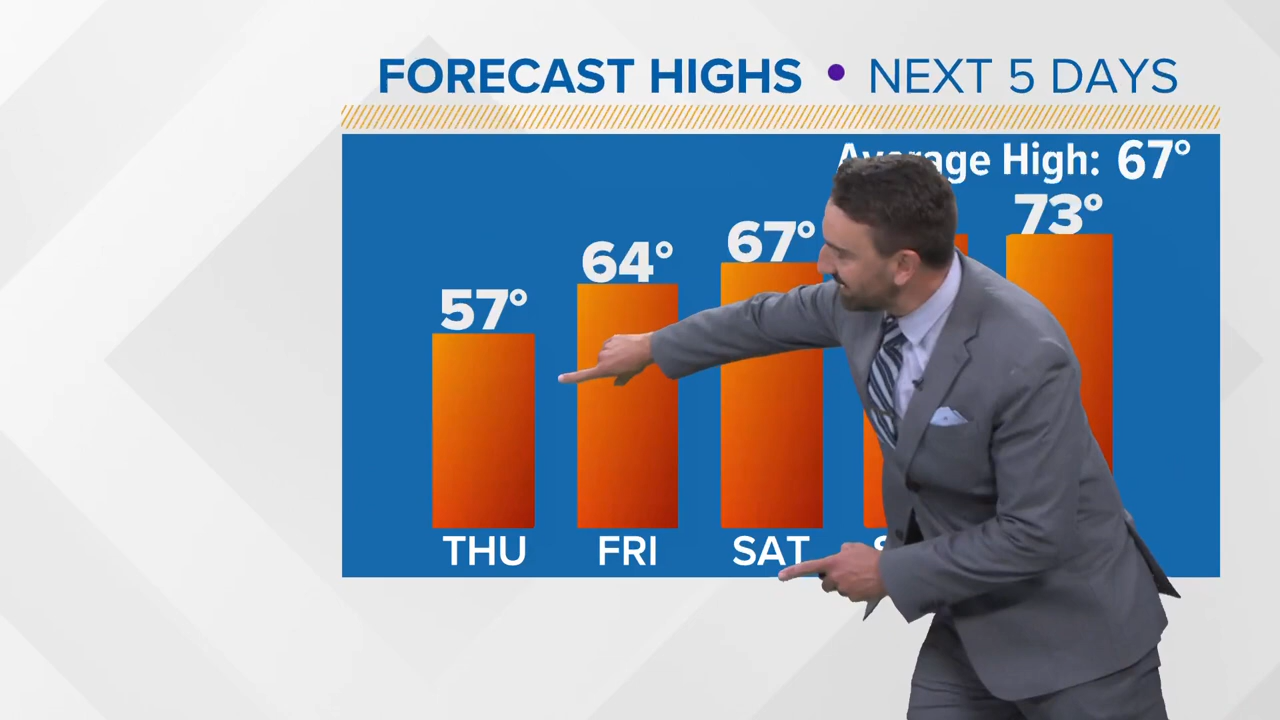 FORECAST HIGHS • NEXT 5 DAYS
High: 67°
73°
67°
64°
57°
THU FRI SAT